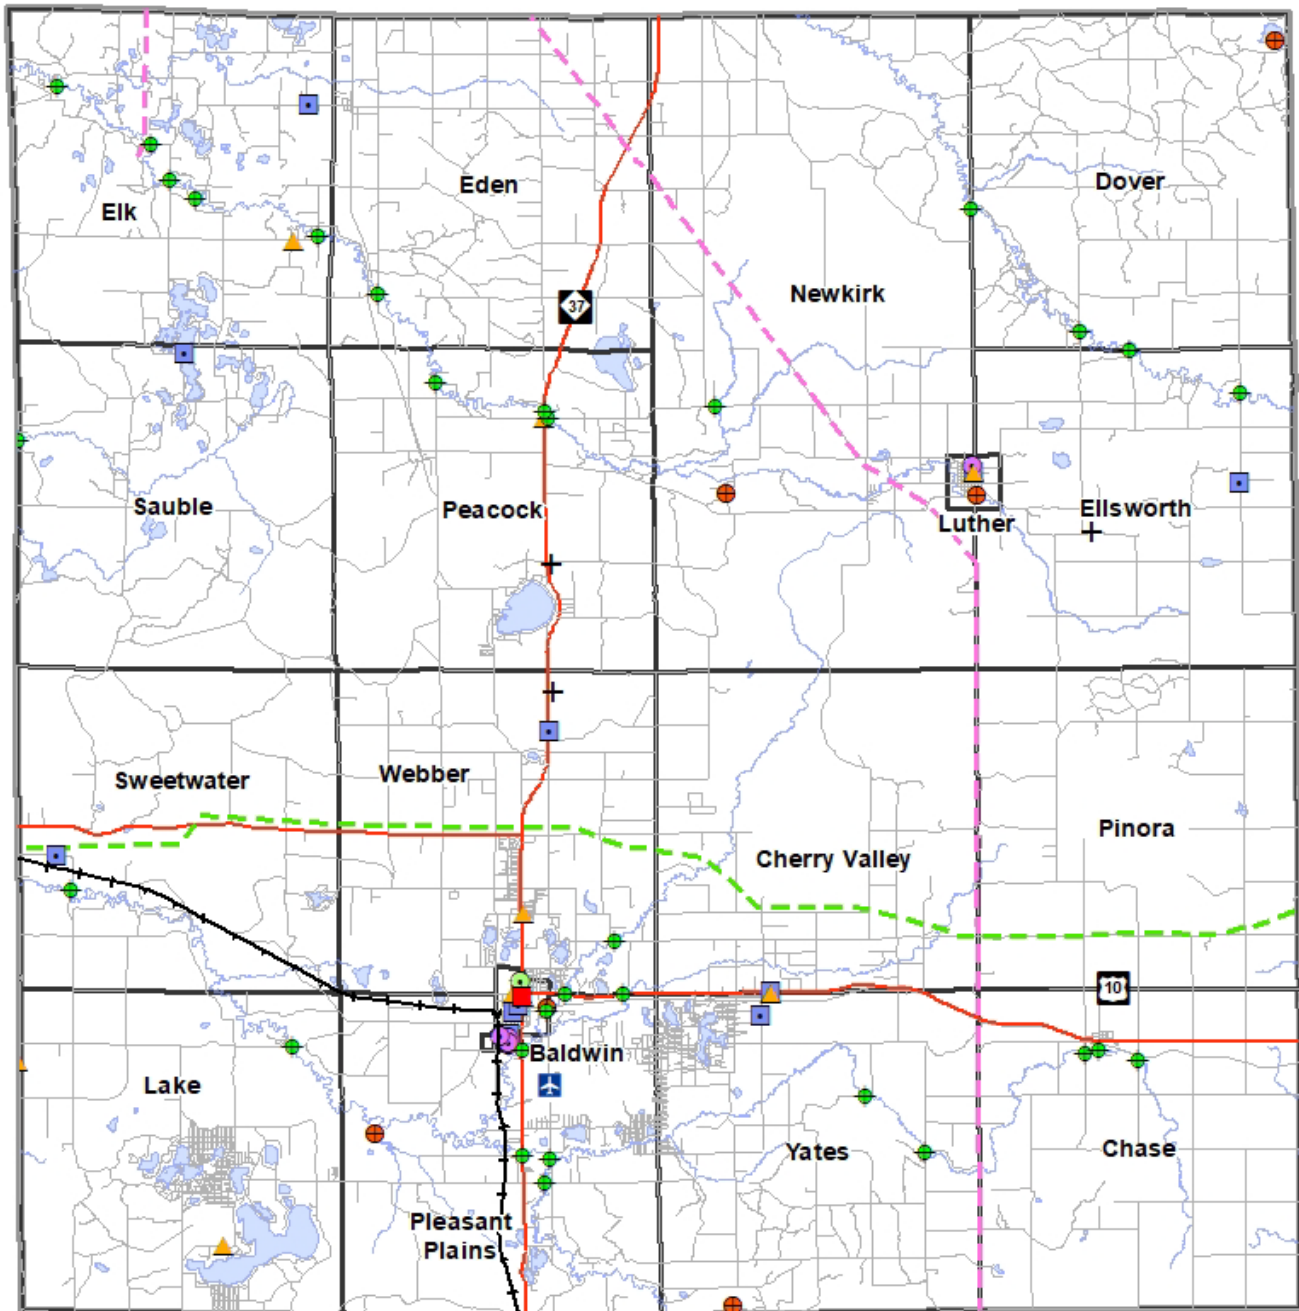 Eden
Dover
Elk
Newkirk
37
Sauble
Peacock
Ellsworth
Luther
Sweetwater
Webber
Pinora
Cherry Valley
10
Baldwin
Lake
Yates
Chase
Pleasant
Plains